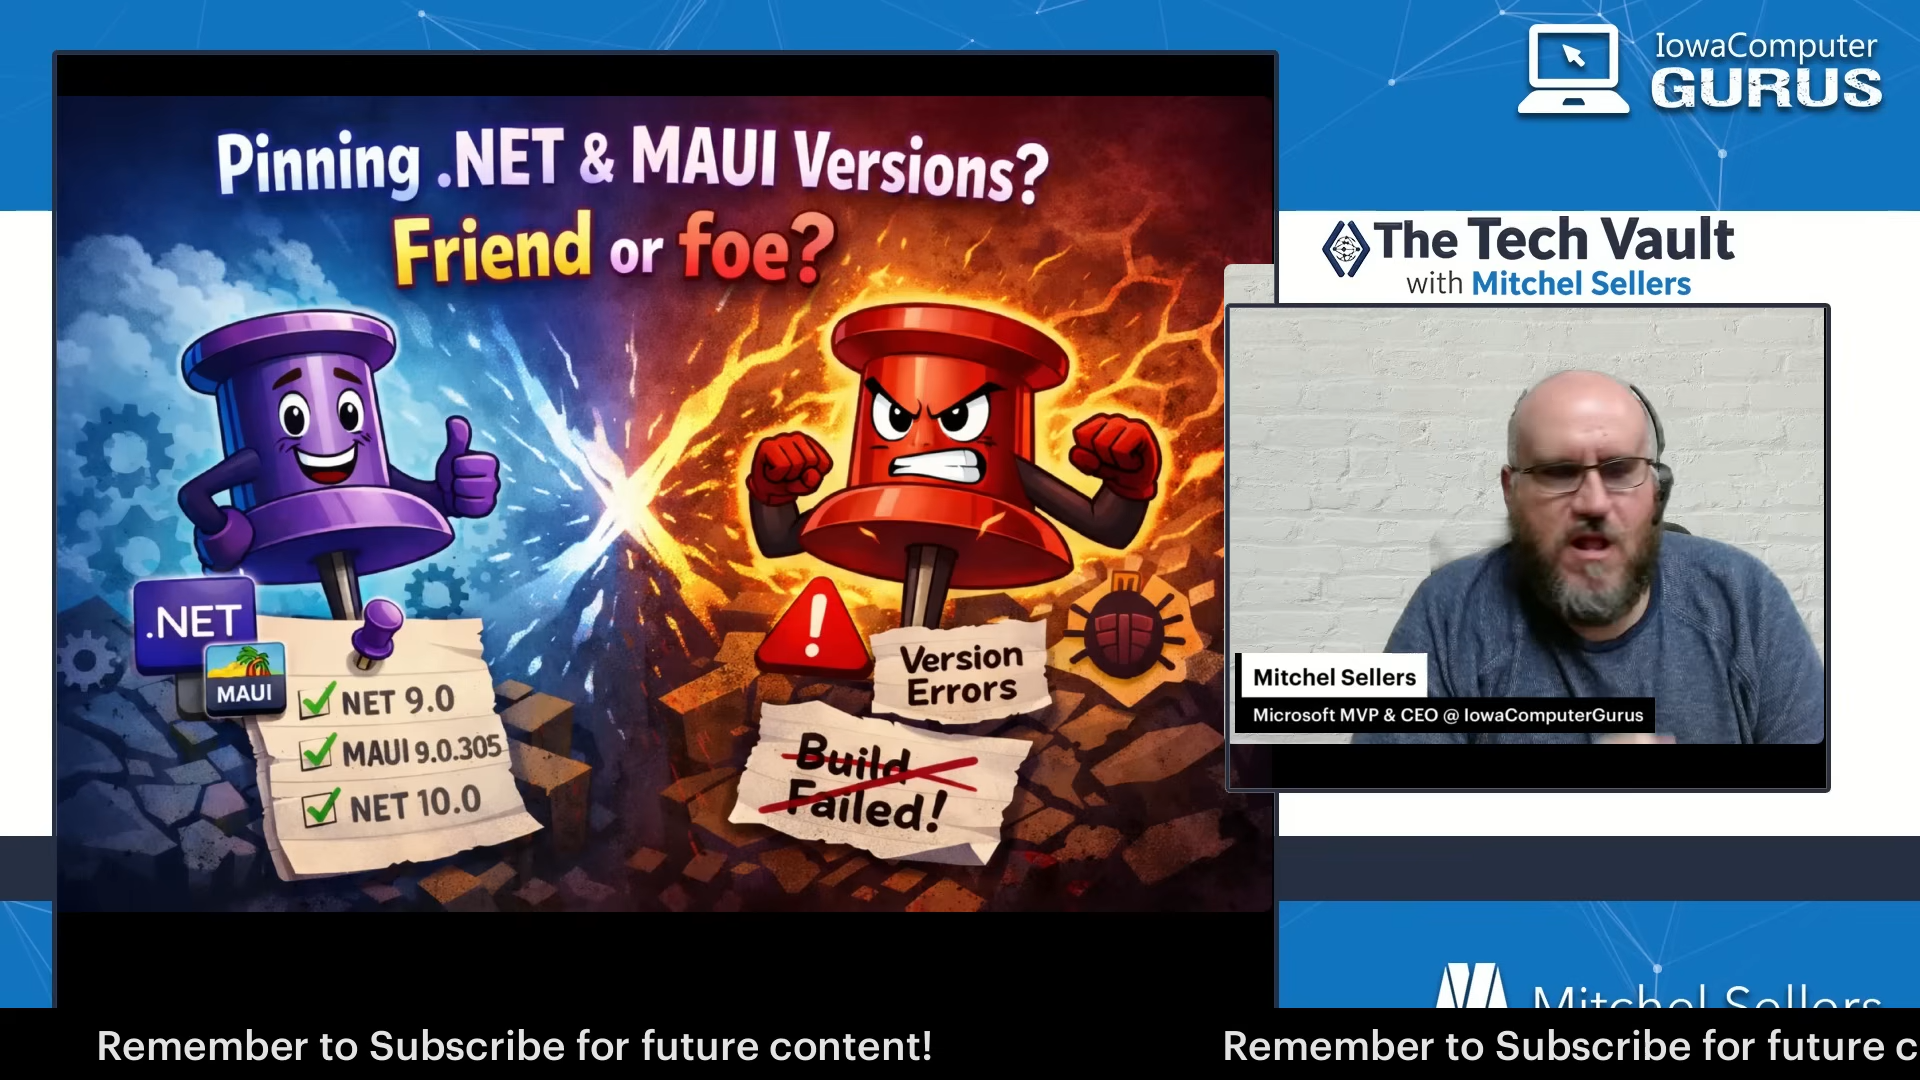 Pinning .NET & MAUI Versions?
Friend or foe?
.NET
MAUI
NET 9.0
MAUI 9.0.305
NET 10.0
Version
Errors
Build
Failed!
IowaComputer
GURUS
The Tech Vault
with Mitchel Sellers
Mitchel Sellers
Microsoft MVP & CEO @ IowaComputerGurus
Mitchel Sellers
Remember to Subscribe for future content!
Remember to Subscribe for future c